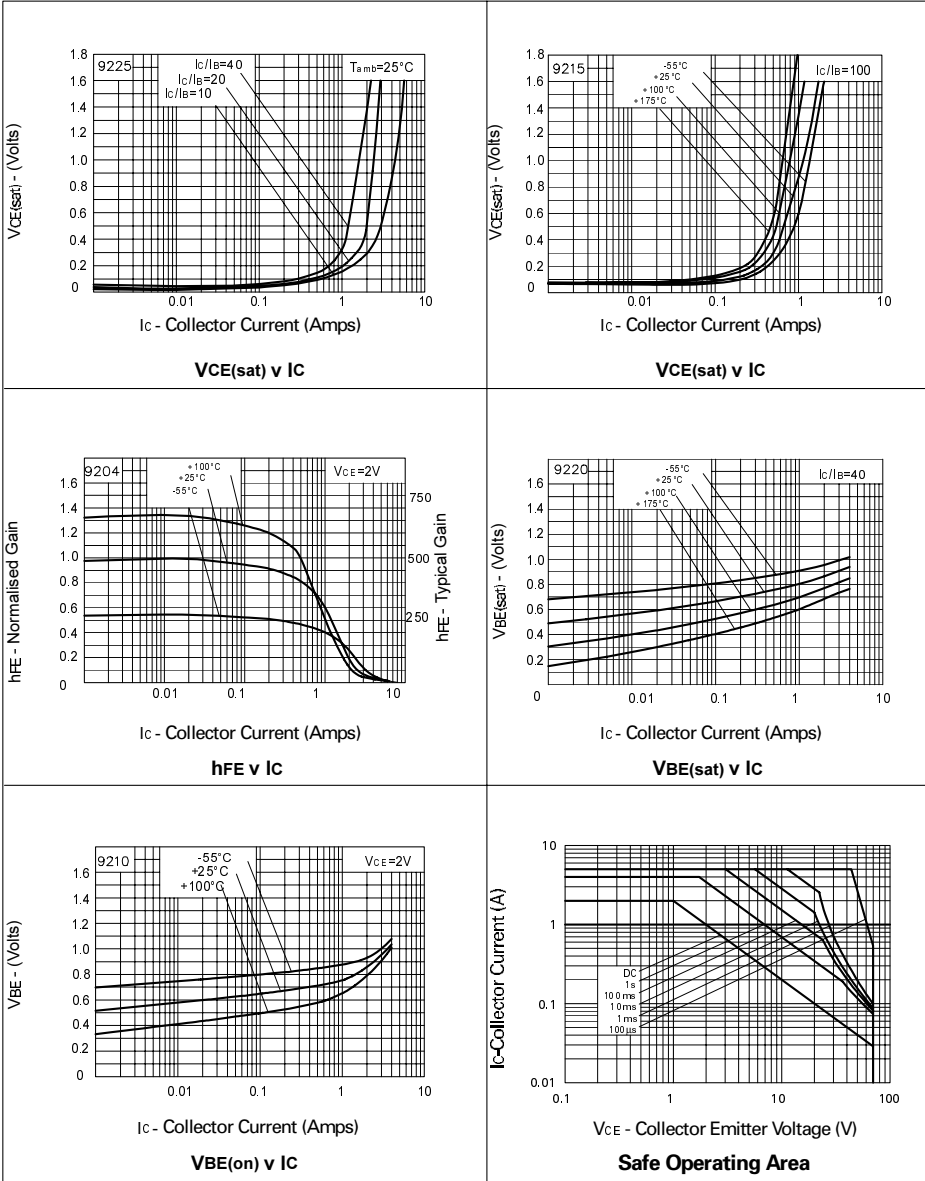 9225
IC/IB=40
IC/IB=20
IC/IB=10
Tamb=25°C
1.8
1.6
1.4
1.2
1.0
0.8
0.6
0.4
0.2
0
0.01
0.1
1
10
VCE(sat) - (Volts)
IC - Collector Current (Amps)
VCE(sat) v IC
9215
-55°C
+25°C
+100°C
+175°C
IC/IB=100
1.8
1.6
1.4
1.2
1.0
0.8
0.6
0.4
0.2
0
0.01
0.1
1
10
VCE(sat) - (Volts)
IC - Collector Current (Amps)
VCE(sat) v IC
9204
+100°C
+25°C
-55°C
VCE=2V
1.6
1.4
1.2
1.0
0.8
0.6
0.4
0.2
0
750
500
250
0.01
0.1
1
10
hFE - Normalised Gain
hFE - Typical Gain
IC - Collector Current (Amps)
hFE v IC
9220
-55°C
+25°C
+100°C
+175°C
IC/IB=40
1.6
1.4
1.2
1.0
0.8
0.6
0.4
0.2
0
0.01
0.1
1
10
VBE(sat) - (Volts)
IC - Collector Current (Amps)
VBE(sat) v IC
9210
-55°C
+25°C
+100°C
VCE=2V
1.6
1.4
1.2
1.0
0.8
0.6
0.4
0.2
0
0.01
0.1
1
10
VBE - (Volts)
IC - Collector Current (Amps)
VBE(on) v IC
10
1
0.1
0.01
DC
1s
100ms
10ms
1ms
100µs
0.1
1
10
100
IC-Collector Current (A)
VCE - Collector Emitter Voltage (V)
Safe Operating Area